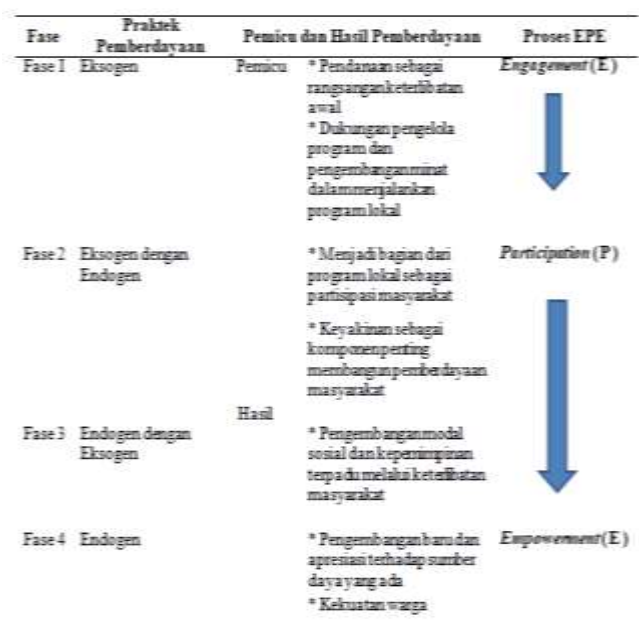 Fase Praktek Pemberdayaan Pemicu dan Hasil Pemberdayaan Proses EPE
Fase 1 Eksogen Pemicu * Pendanaan sebagai Engagement (E)
rangsangan keterlibatan
awal
* Dukungan pengelola
program dan
pengembangan minat
dalam menjalankan
program lokal
Fase 2 Eksogen dengan * Menjadi bagian dari Participation (P)
Endogen program lokal sebagai
partisipasi masyarakat
* Keyakinan sebagai
komponen penting
membangun pemberdayaan
masyarakat
Hasil
Fase 3 Endogen dengan * Pengembangan modal
Eksogen sosial dan kepemimpinan
terpadu melalui keterlibatan
masyarakat
Fase 4 Endogen * Pengembangan baru dan Empowerment (E)
apresiasi terhadap sumber
daya yang ada
* Kekuatan warga